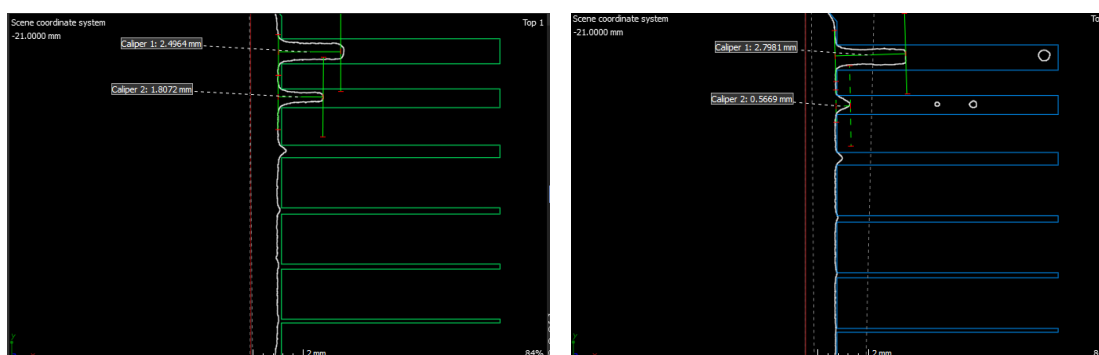 Scene coordinate system
Top 1
-21.0000 mm
Caliper 1: 2.4964 mm
Caliper 2: 1.8072 mm
2 mm
84%
Scene coordinate system
-21.0000 mm
Caliper 1: 2.7981 mm
Caliper 2: 0.5669 mm
2 mm